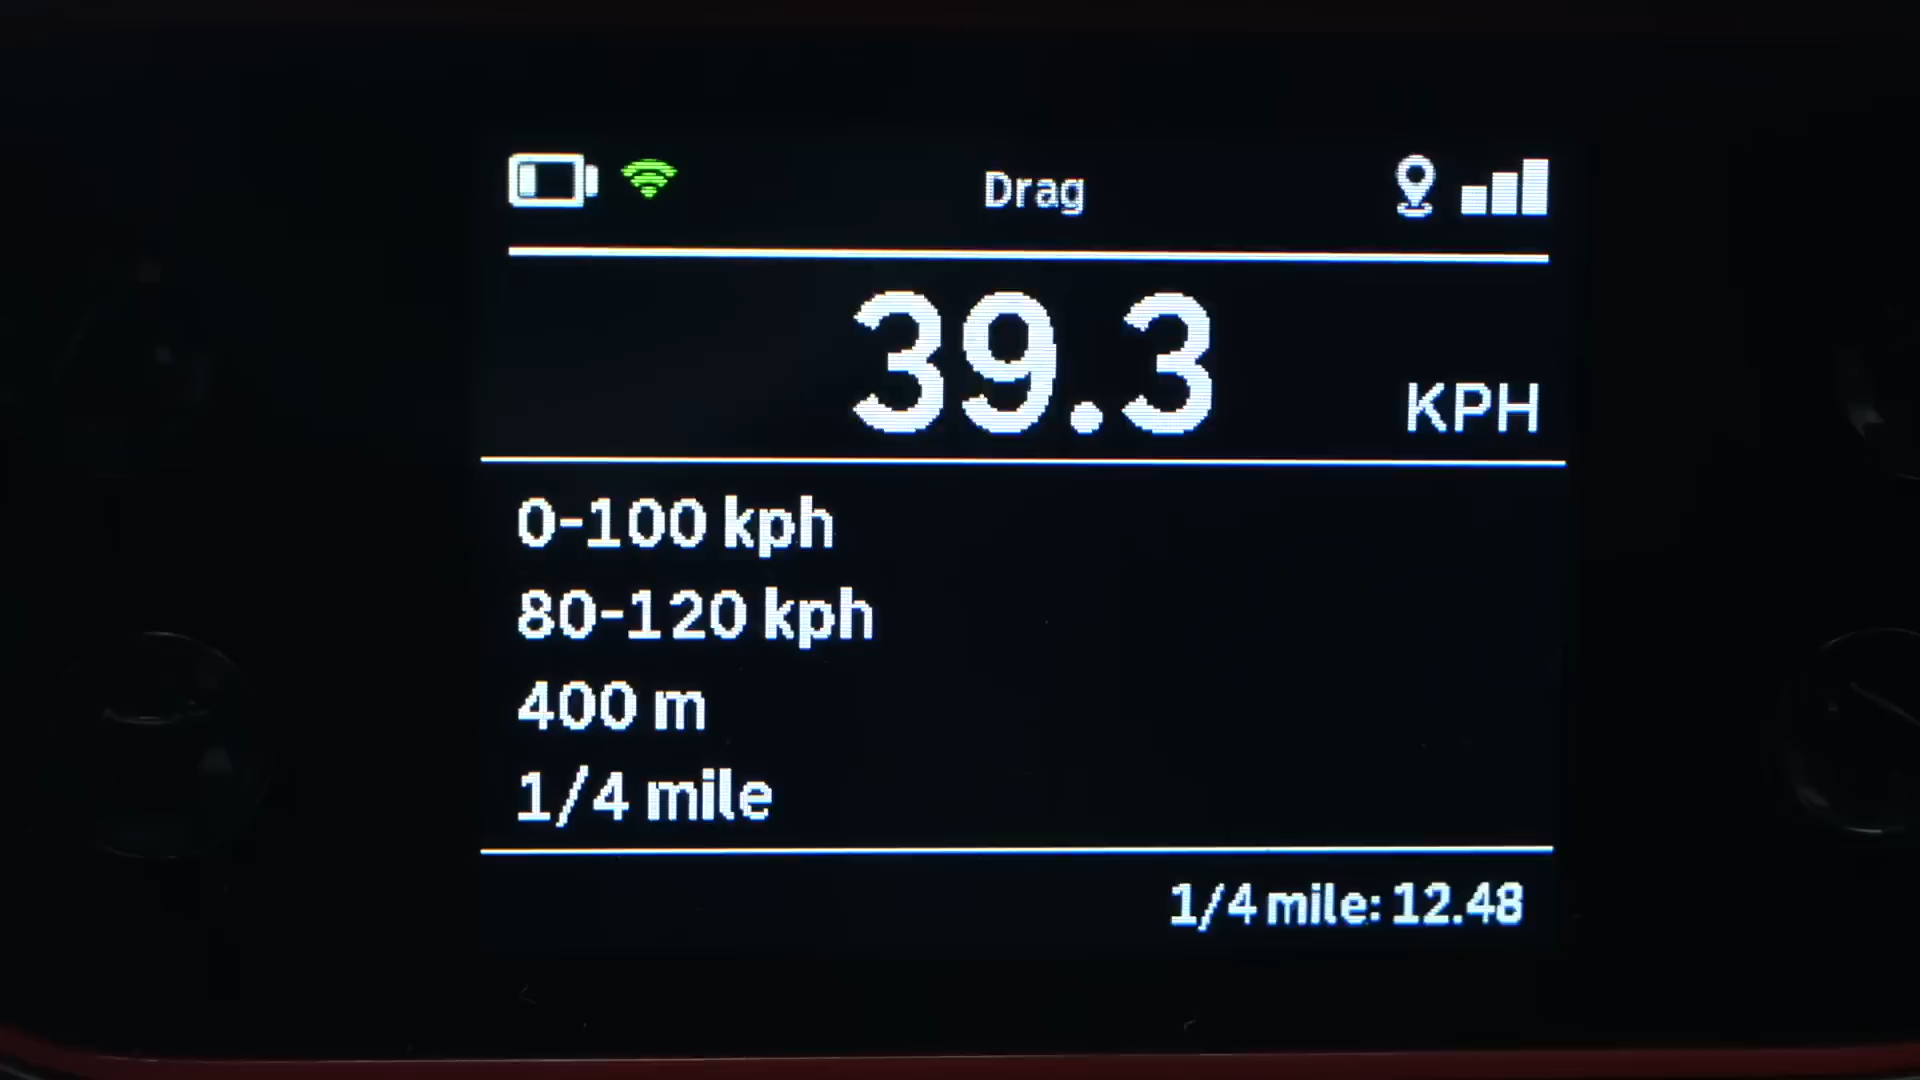 Drag
39.3 KPH
0-100 kph
80-120 kph
400 m
1/4 mile
1/4 mile: 12.48